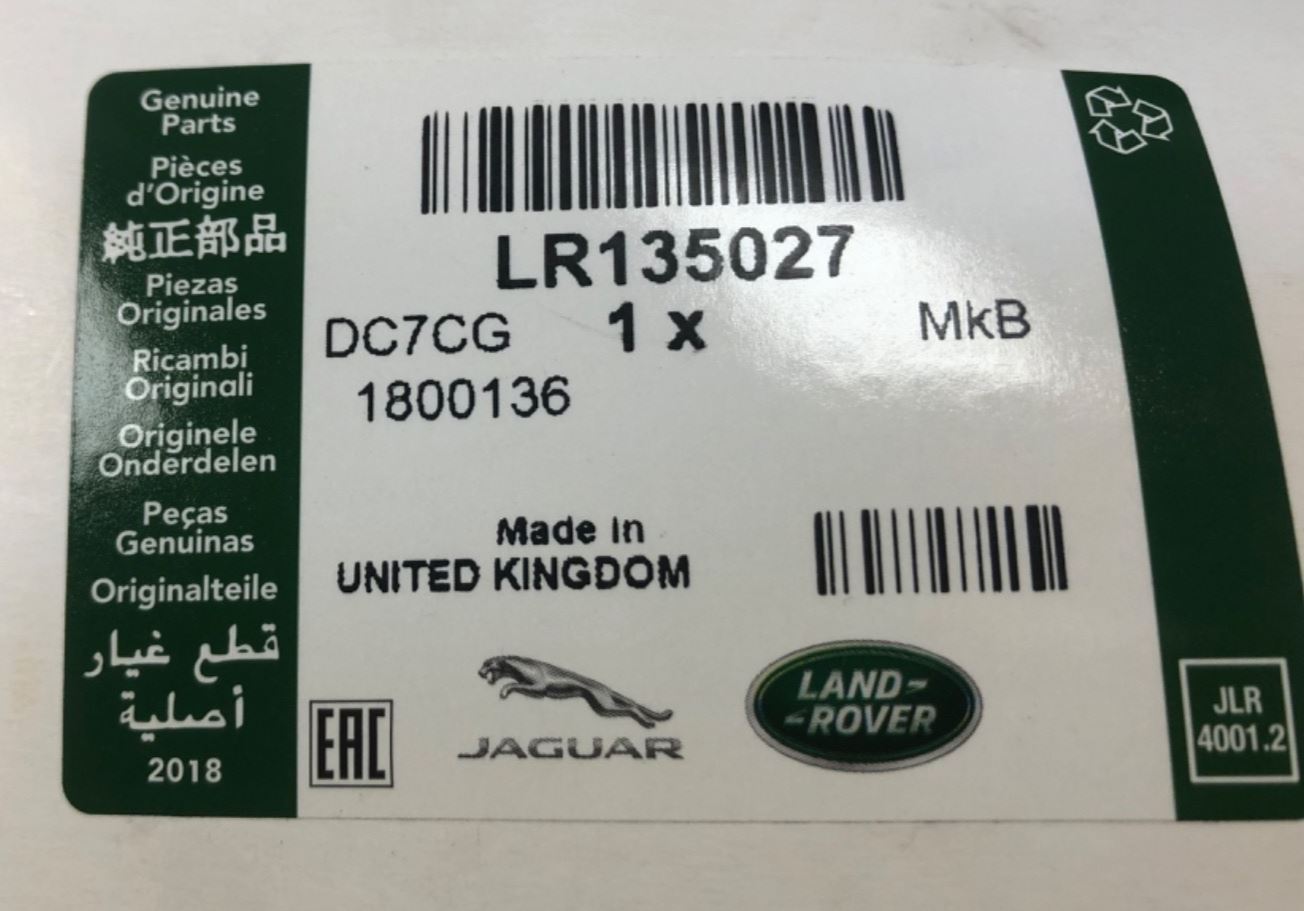 Genuine
Parts
Pièces
d'Origine
純正部品
Piezas
Originales
Ricambi
Originali
Originele
Onderdelen
Peças
Genuinas
Originalteile
قطع غيار
أصلية
2018
LR135027
DC7CG 1 x MkB
1800136
Made in
UNITED KINGDOM
EAC
JAGUAR
LAND-
-ROVER
JLR
4001.2